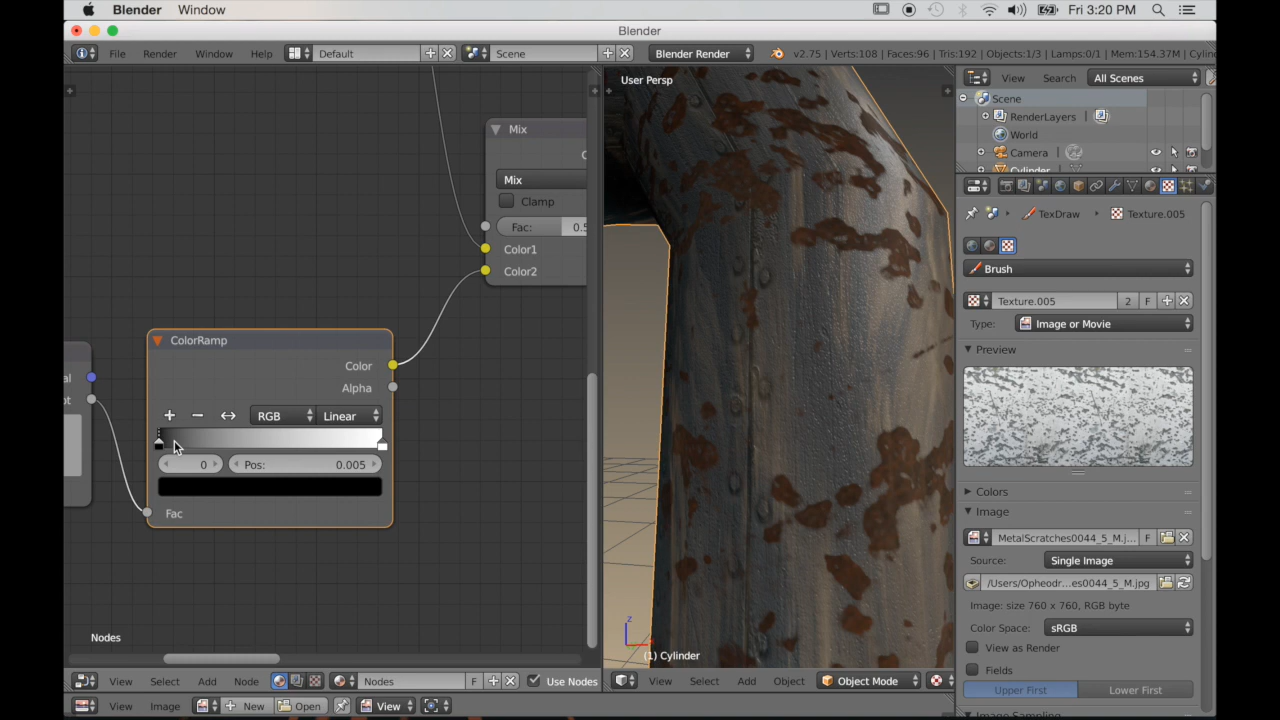 Blender Window Fri 3:20 PM
Blender
File Render Window Help Default Scene Blender Render v2.75 | Verts:108 | Faces:96 | Tris:192 | Objects:1/3 | Lamps:0/1 | Mem:154.37M |
User Persp
View Search All Scenes
Scene
RenderLayers
World
Camera
Cylinder
Mix
Mix
Clamp
Fac: 0.5
Color1
Color2
TexDraw Texture.005
Brush
Texture.005 2 F
Type: Image or Movie
Preview
ColorRamp
Color
Alpha
RGB Linear
0 Pos: 0.005
Fac
Colors
Image
MetalScratches0044_5_M.j... F
Source: Single Image
/Users/Opheodr...es0044_5_M.jpg
Image: size 760 x 760, RGB byte
Color Space: sRGB
View as Render
Fields
Upper First Lower First
Image Sampling
Nodes
z
(1) Cylinder
View Select Add Node Nodes F Use Nodes
View Select Add Object Object Mode
View Image New Open View